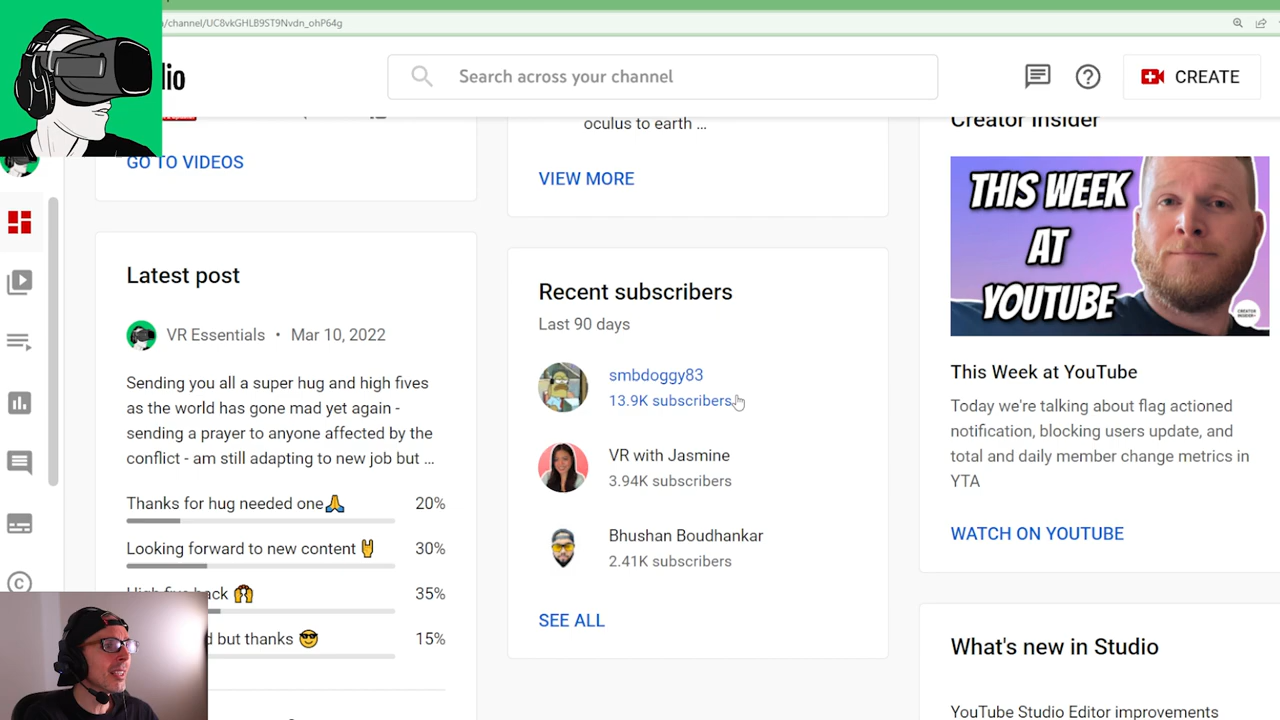 /channel/UC8vkGHLB9ST9Nvdn_ohP64g
dio
Search across your channel
CREATE
GO TO VIDEOS
oculus to earth ...
VIEW MORE
Latest post
VR Essentials • Mar 10, 2022
Sending you all a super hug and high fives
as the world has gone mad yet again -
sending a prayer to anyone affected by the
conflict - am still adapting to new job but ...
Thanks for hug needed one🙏 20%
Looking forward to new content 🤘 30%
High five back 🙌 35%
d but thanks 😎 15%
Recent subscribers
Last 90 days
smbdoggy83
13.9K subscribers
VR with Jasmine
3.94K subscribers
Bhushan Boudhankar
2.41K subscribers
SEE ALL
Creator Insider
THIS WEEK
AT
YOUTUBE
CREATOR
INSIDER
This Week at YouTube
Today we're talking about flag actioned
notification, blocking users update, and
total and daily member change metrics in
YTA
WATCH ON YOUTUBE
What's new in Studio
YouTube Studio Editor improvements